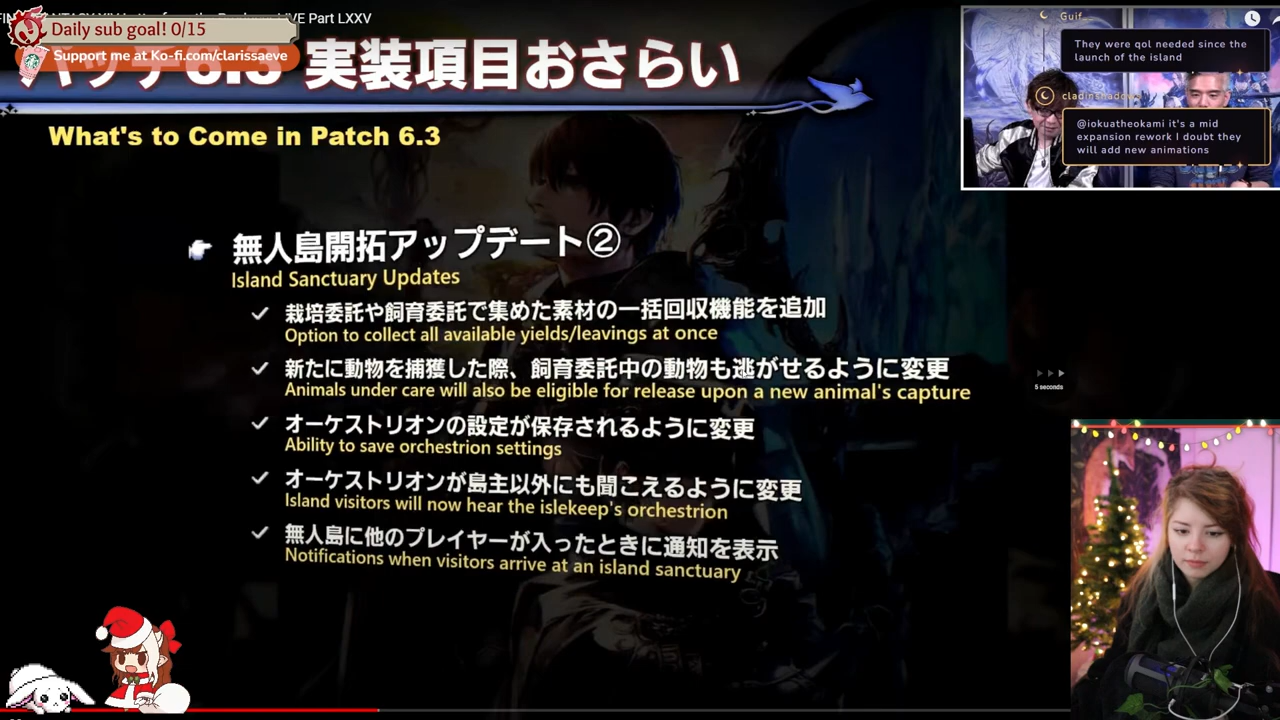 LIVE Part LXXV
Daily sub goal! 0/15
Support me at Ko-fi.com/clarissaeve
パッチ6.3 実装項目おさらい
What's to Come in Patch 6.3
無人島開拓アップデート②
Island Sanctuary Updates
栽培委託や飼育委託で集めた素材の一括回収機能を追加
Option to collect all available yields/leavings at once
新たに動物を捕獲した際、飼育委託中の動物も逃がせるように変更
Animals under care will also be eligible for release upon a new animal's capture
オーケストリオンの設定が保存されるように変更
Ability to save orchestrion settings
オーケストリオンが島主以外にも聞こえるように変更
Island visitors will now hear the islekeep's orchestrion
無人島に他のプレイヤーが入ったときに通知を表示
Notifications when visitors arrive at an island sanctuary
They were qol needed since the
launch of the island
@iokuatheokami it's a mid
expansion rework I doubt they
will add new animations
5 seconds